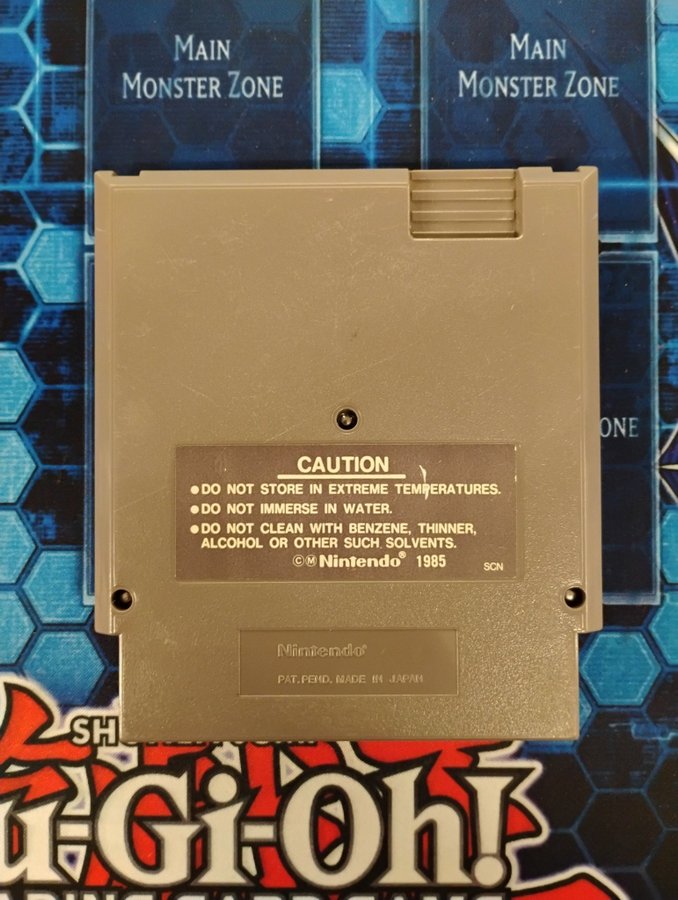 MAIN
MONSTER ZONE
MAIN
MONSTER ZONE
ONE
CAUTION
●DO NOT STORE IN EXTREME TEMPERATURES.
●DO NOT IMMERSE IN WATER.
●DO NOT CLEAN WITH BENZENE, THINNER,
ALCOHOL OR OTHER SUCH SOLVENTS.
©Ⓜ Nintendo® 1985
SCN
Nintendo®
PAT. PEND. MADE IN JAPAN
u-Gi-Oh!